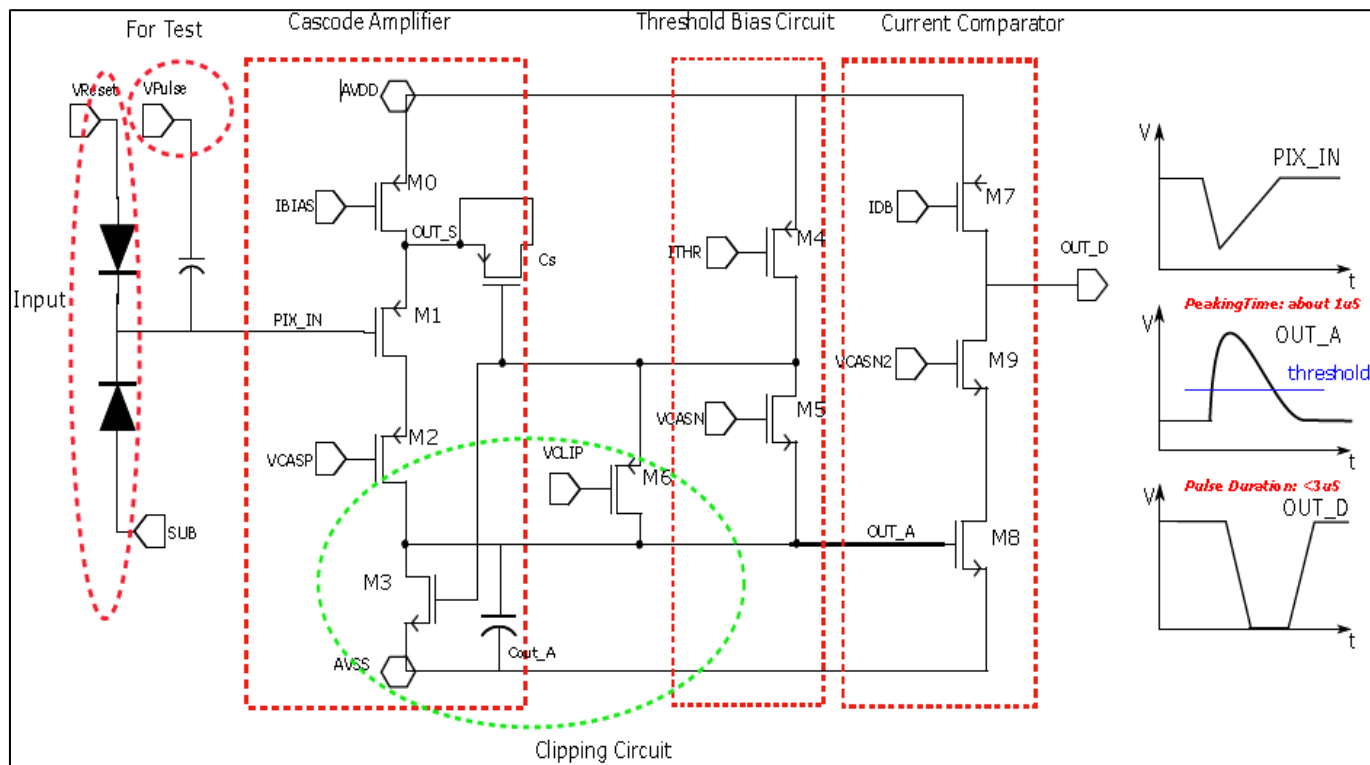 For Test
Cascode Amplifier
Threshold Bias Circuit
Current Comparator
VReset
VPulse
AVDD
M0
IBIAS
OUT_S
Cs
M4
ITHR
M7
IDB
OUT_D
Input
PIX_IN
M1
M9
VCASN2
M5
VCASN
M2
VCASP
VCLIP
M6
SUB
OUT_A
M8
M3
Cout_A
AVSS
Clipping Circuit
V
PIX_IN
t
PeakingTime: about 1uS
V
OUT_A
threshold
t
Pulse Duration: <3uS
V
OUT_D
t